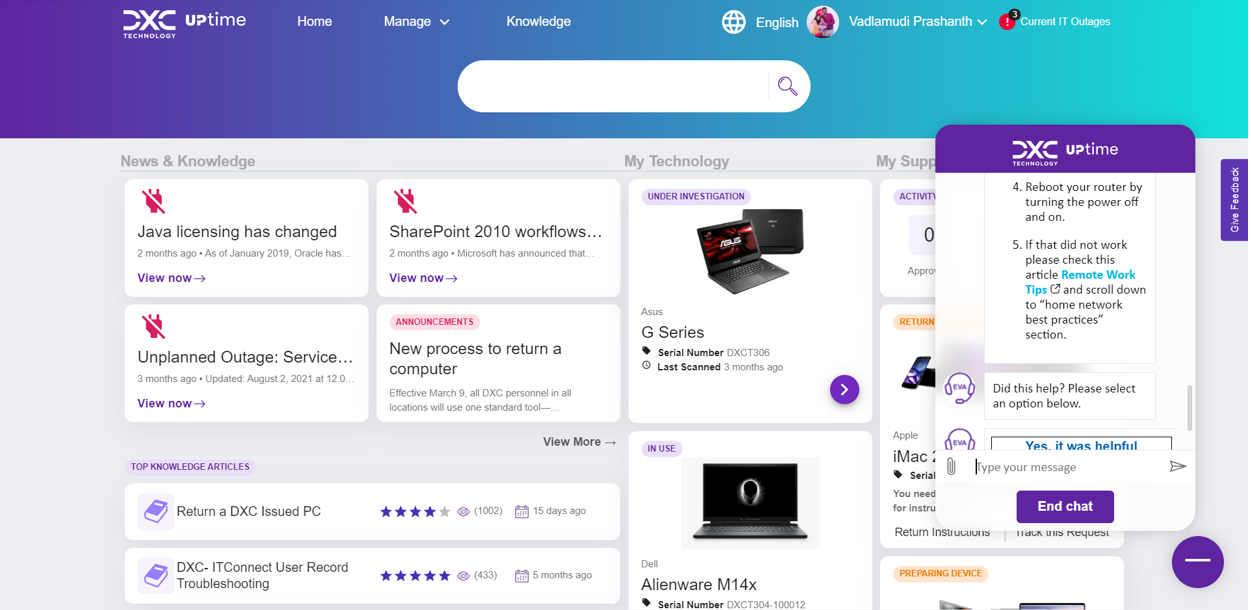 DXC TECHNOLOGY UPtime
Home
Manage
Knowledge
English
Vadlamudi Prashanth
3
Current IT Outages
News & Knowledge
Java licensing has changed
2 months ago • As of January 2019, Oracle has...
View now
SharePoint 2010 workflows...
2 months ago • Microsoft has announced that...
View now
Unplanned Outage: Service...
3 months ago • Updated: August 2, 2021 at 12:0...
View now
ANNOUNCEMENTS
New process to return a
computer
Effective March 9, all DXC personnel in all
locations will use one standard tool—...
View More →
TOP KNOWLEDGE ARTICLES
Return a DXC Issued PC
(1002)
15 days ago
DXC- ITConnect User Record
Troubleshooting
(433)
5 months ago
My Technology
UNDER INVESTIGATION
ASUS
Asus
G Series
Serial Number DXCT306
Last Scanned 3 months ago
IN USE
Dell
Alienware M14x
Serial Number DXCT304-100012
My Supp
ACTIVITY
0
Approv
RETURN
Apple
iMac 2
Seria
You need
for instru
Return Instructions
Track this Request
PREPARING DEVICE
DXC TECHNOLOGY UPtime
4. Reboot your router by
turning the power off
and on.
5. If that did not work
please check this
article Remote Work
Tips and scroll down
to “home network
best practices”
section.
EVA
Did this help? Please select
an option below.
EVA
Yes, it was helpful
Type your message
End chat
Give Feedback